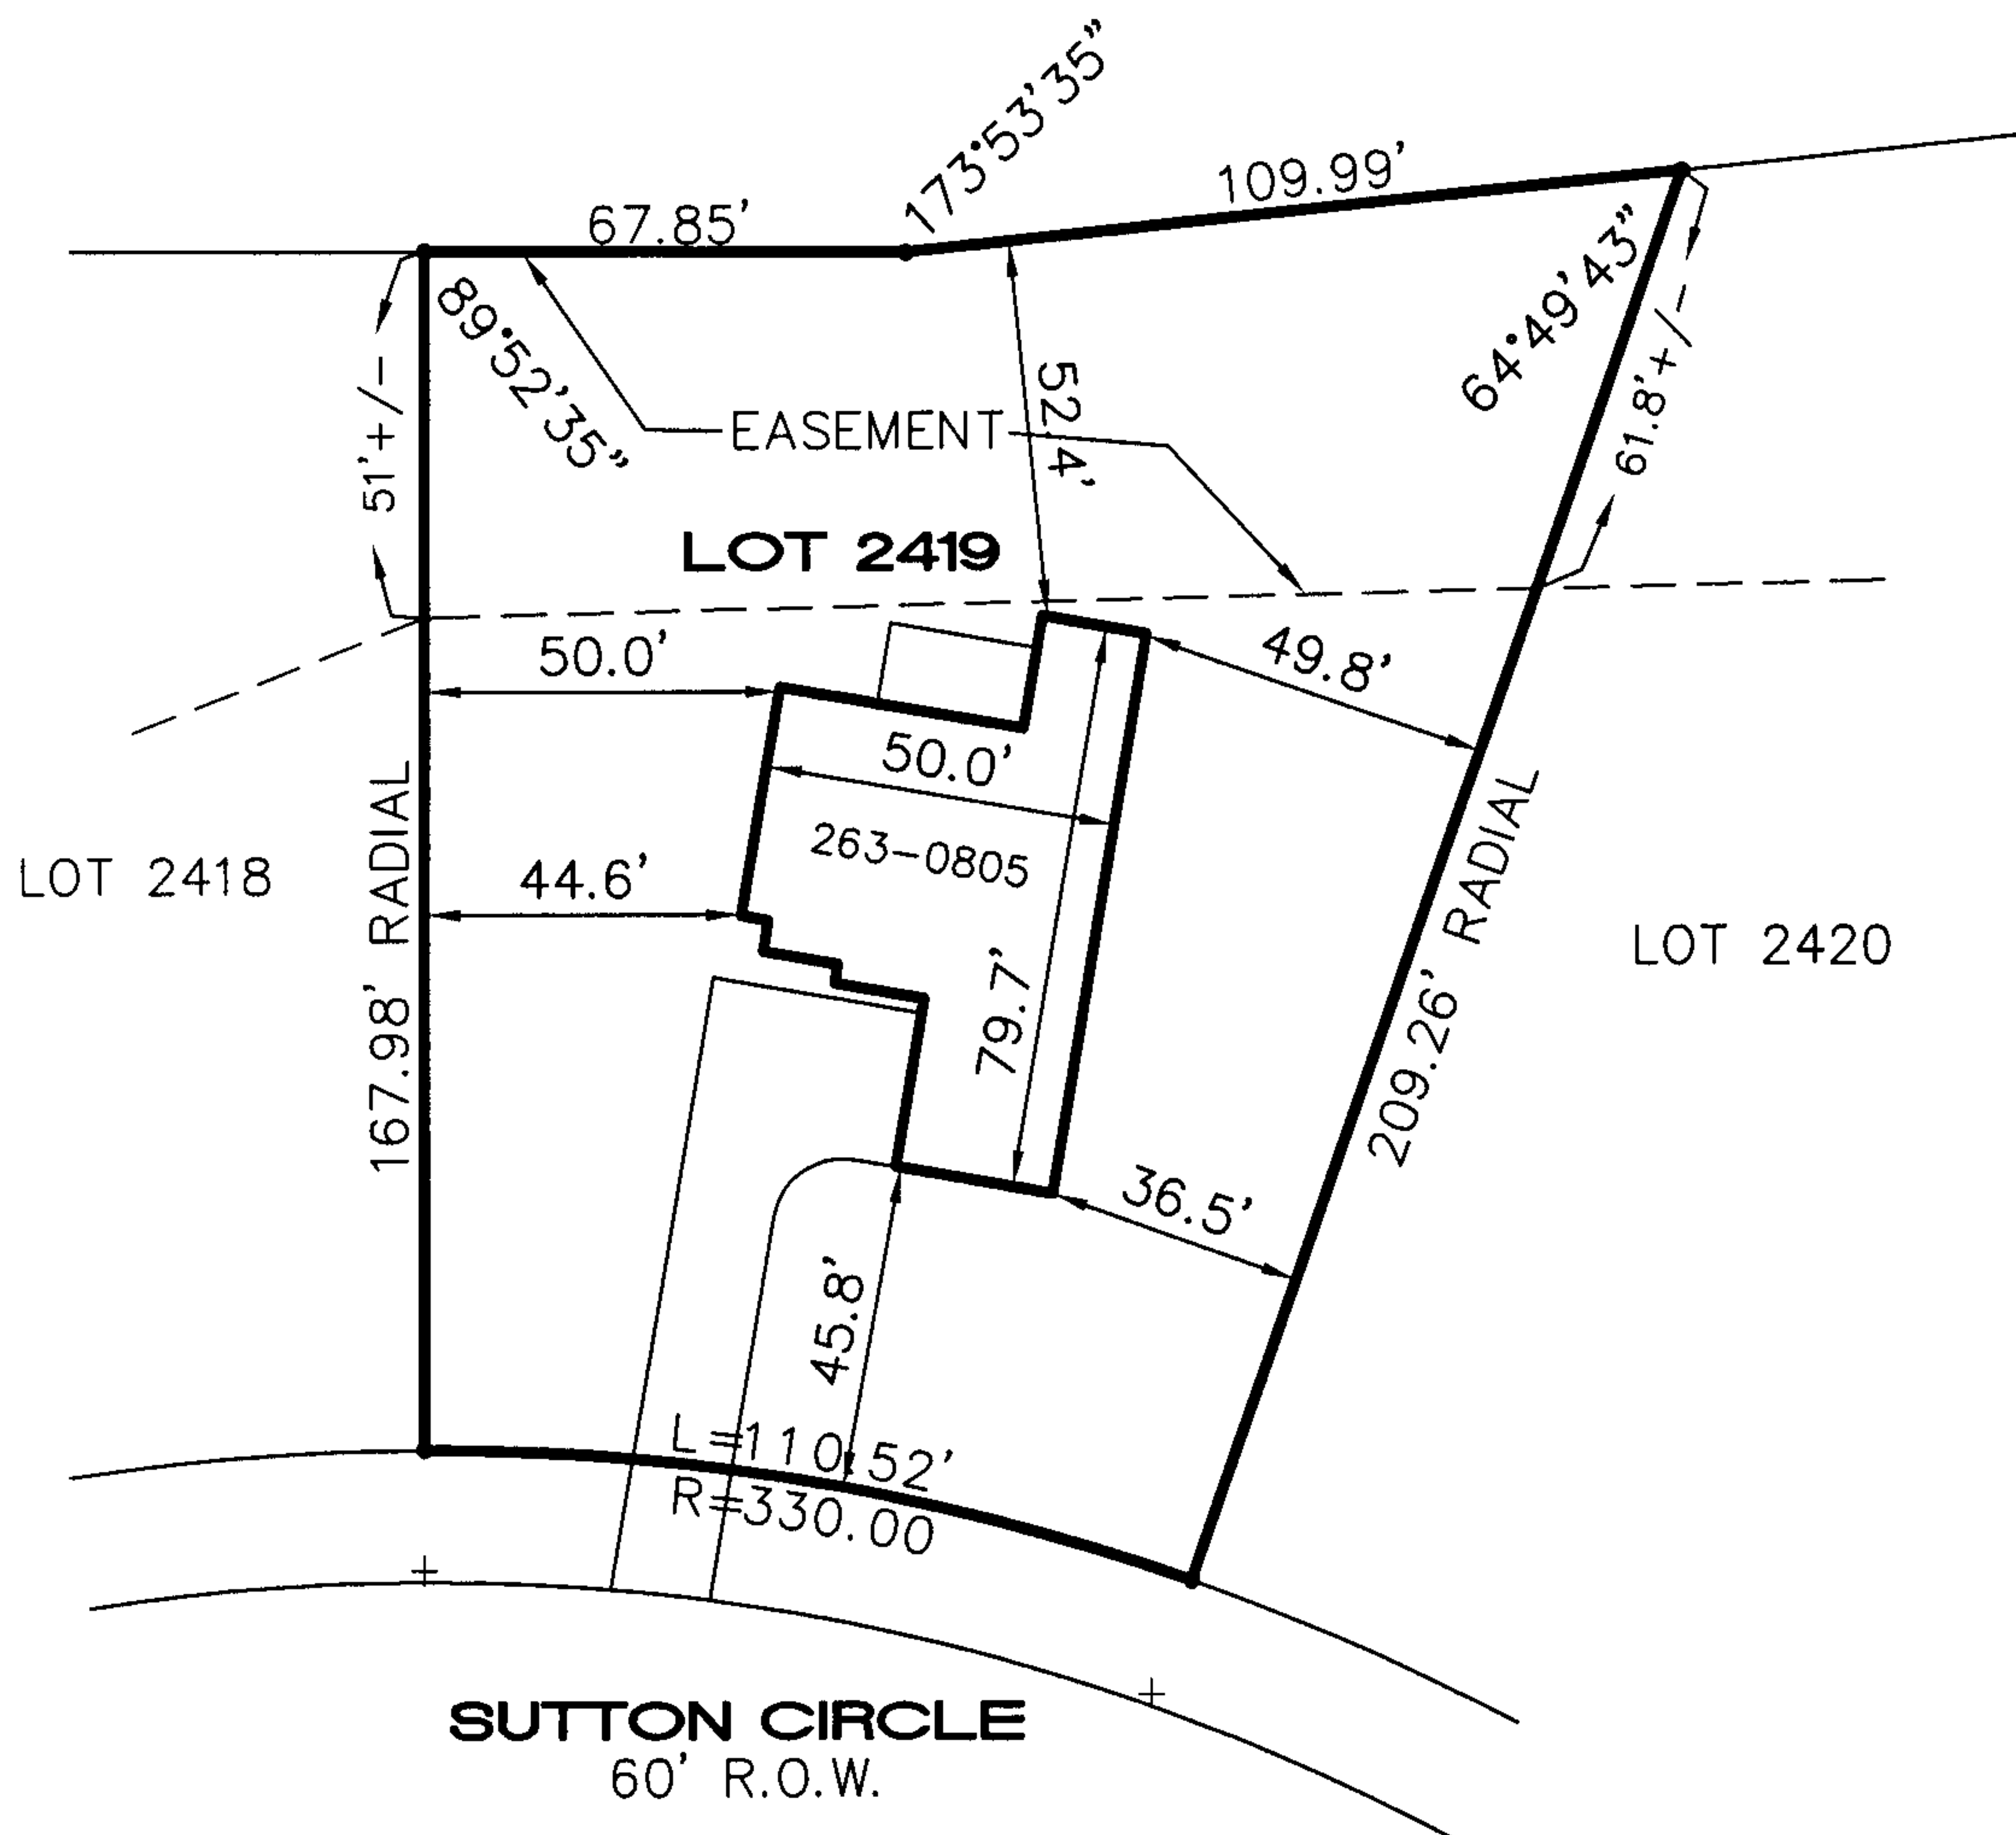 173°53'35"
109.99'
67.85'
89°52'35"
64°49'43"
51'+/-
61.8'+/-
52.4'
EASEMENT
LOT 2419
50.0'
49.8'
50.0'
263-0805
44.6'
LOT 2418
167.98' RADIAL
79.7'
209.26' RADIAL
LOT 2420
36.5'
45.8'
L=110.52'
R=330.00
SUTTON CIRCLE
60' R.O.W.